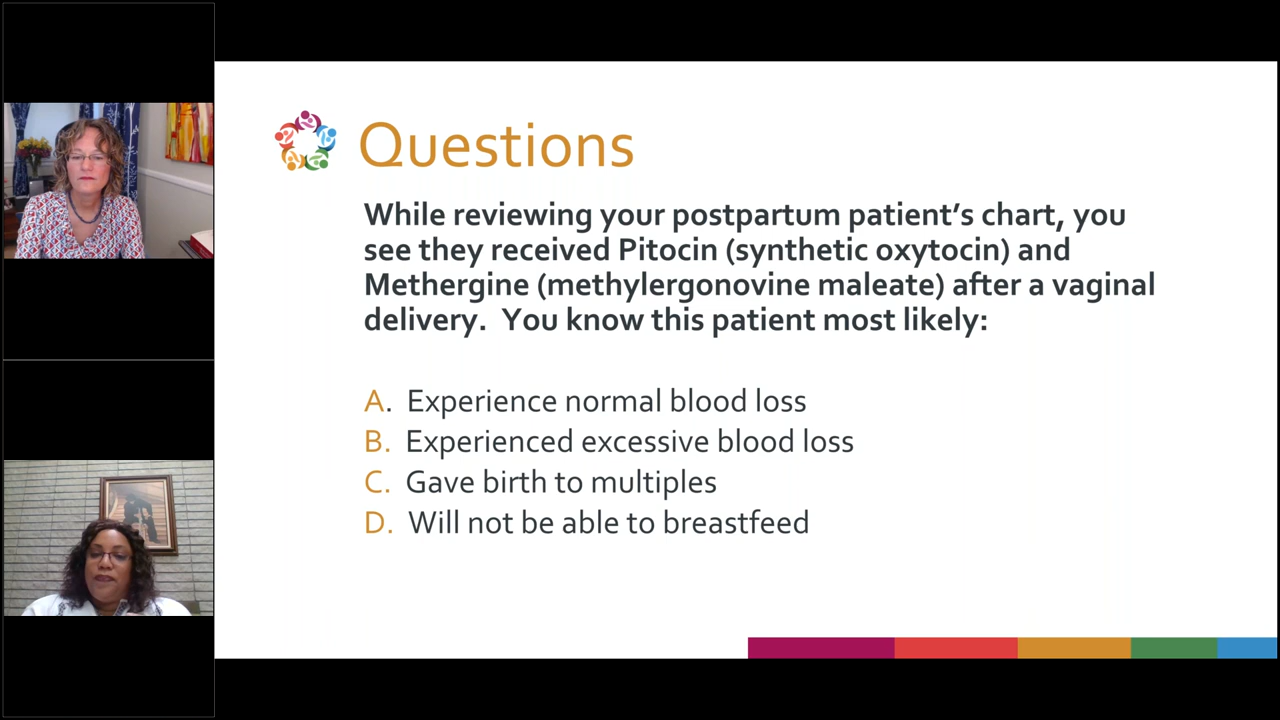 Questions
While reviewing your postpartum patient’s chart, you
see they received Pitocin (synthetic oxytocin) and
Methergine (methylergonovine maleate) after a vaginal
delivery.  You know this patient most likely:
A.  Experience normal blood loss
B.  Experienced excessive blood loss
C.  Gave birth to multiples
D.  Will not be able to breastfeed